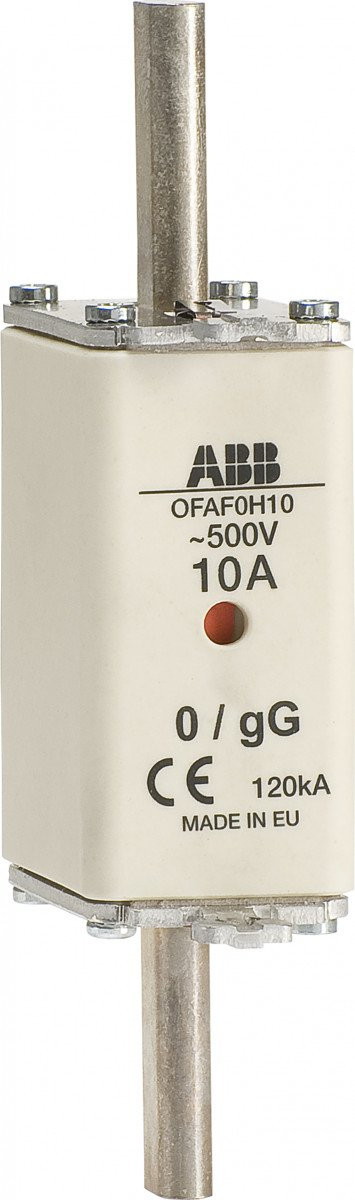 ABB
OFAF0H10
~500V
10A
0 / gG
CE 120kA
MADE IN EU